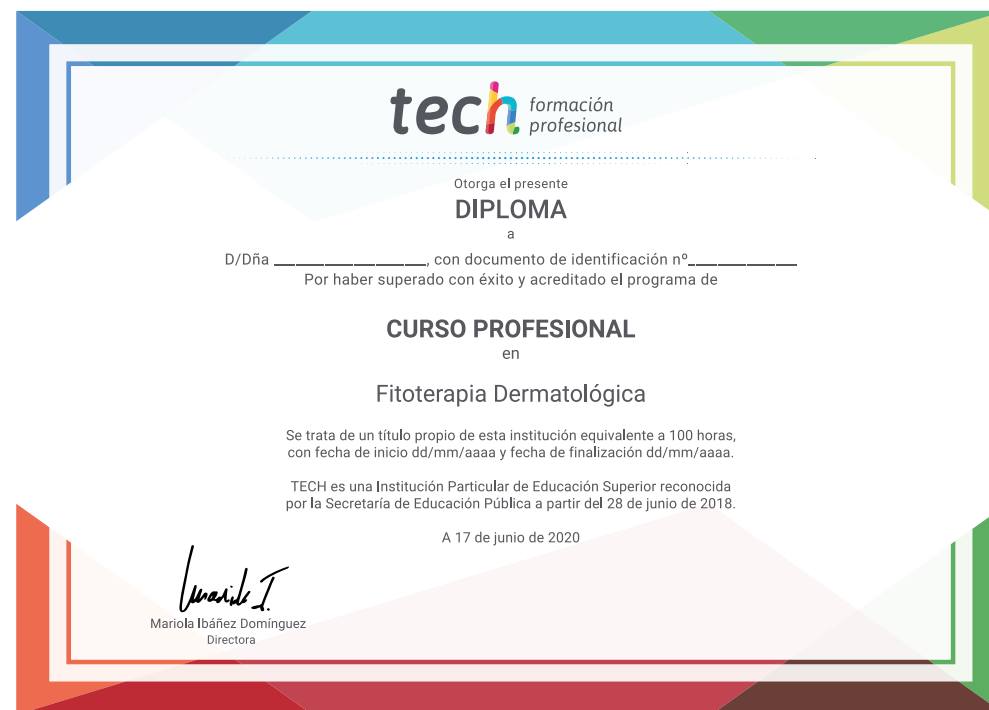 tech formación
profesional
Otorga el presente
DIPLOMA
a
D/Dña ___________________, con documento de identificación nº_____________
Por haber superado con éxito y acreditado el programa de
CURSO PROFESIONAL
en
Fitoterapia Dermatológica
Se trata de un título propio de esta institución equivalente a 100 horas,
con fecha de inicio dd/mm/aaaa y fecha de finalización dd/mm/aaaa.
TECH es una Institución Particular de Educación Superior reconocida
por la Secretaría de Educación Pública a partir del 28 de junio de 2018.
A 17 de junio de 2020
Mariola Ibáñez Domínguez
Directora